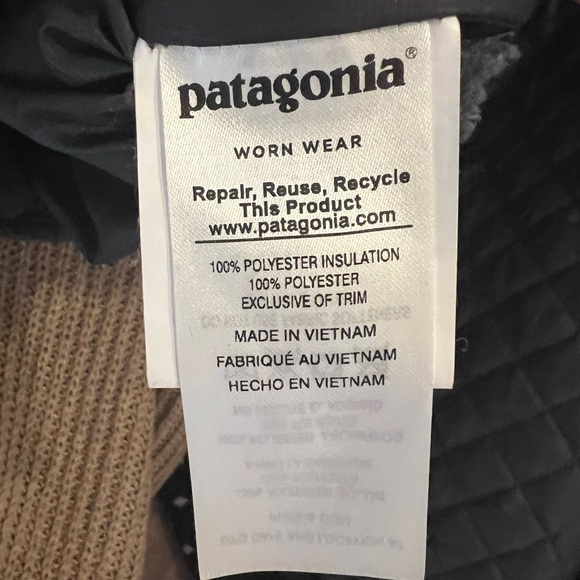 patagonia®
WORN WEAR
Repair, Reuse, Recycle
This Product
www.patagonia.com
100% POLYESTER INSULATION
100% POLYESTER
EXCLUSIVE OF TRIM
MADE IN VIETNAM
FABRIQUÉ AU VIETNAM
HECHO EN VIETNAM